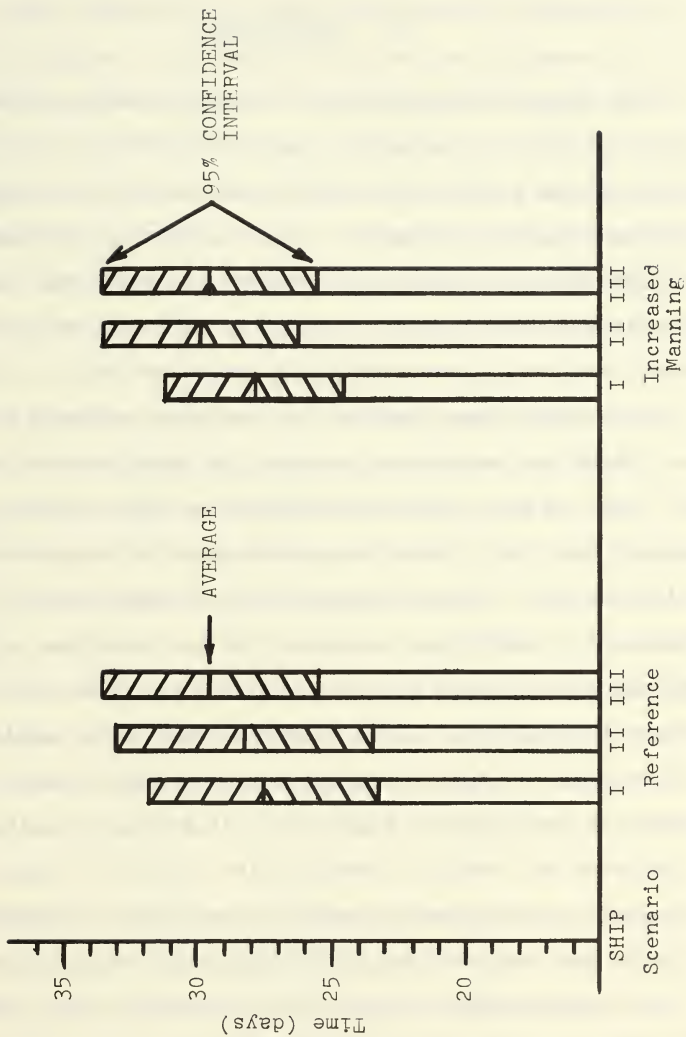 Time (days)
35
30
25
20
AVERAGE
95% CONFIDENCE
INTERVAL
SHIP I II III I II III
Scenario Reference Increased
Manning